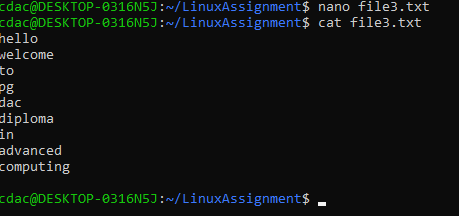 cdac@DESKTOP-0316N5J:~/LinuxAssignment$ nano file3.txt
cdac@DESKTOP-0316N5J:~/LinuxAssignment$ cat file3.txt
hello
welcome
to
pg
dac
diploma
in
advanced
computing
cdac@DESKTOP-0316N5J:~/LinuxAssignment$